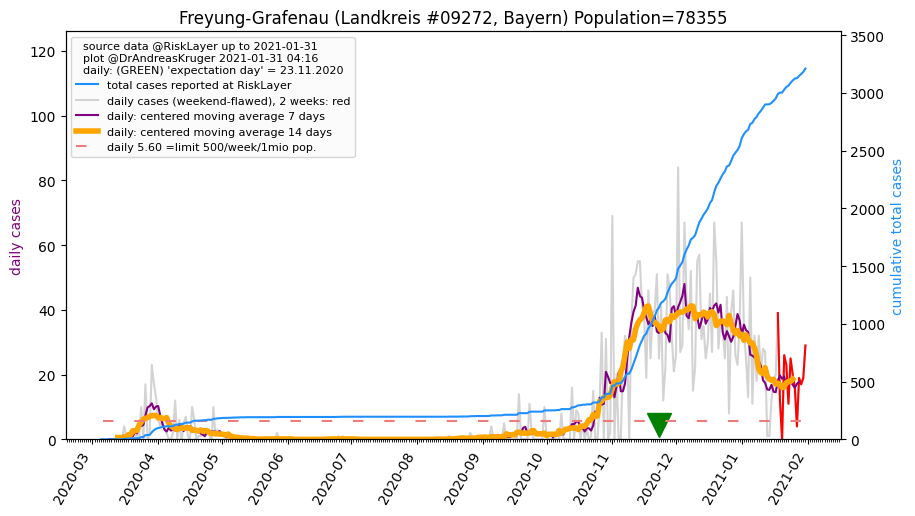 Freyung-Grafenau (Landkreis #09272, Bayern) Population=78355
source data @RiskLayer up to 2021-01-31
plot @DrAndreasKruger 2021-01-31 04:16
daily: (GREEN) 'expectation day' = 23.11.2020
total cases reported at RiskLayer
daily cases (weekend-flawed), 2 weeks: red
daily: centered moving average 7 days
daily: centered moving average 14 days
daily 5.60 =limit 500/week/1mio pop.
daily cases
120
100
80
60
40
20
0
3500
3000
2500
2000
1500
1000
500
0
cumulative total cases
2020-03
2020-04
2020-05
2020-06
2020-07
2020-08
2020-09
2020-10
2020-11
2020-12
2021-01
2021-02